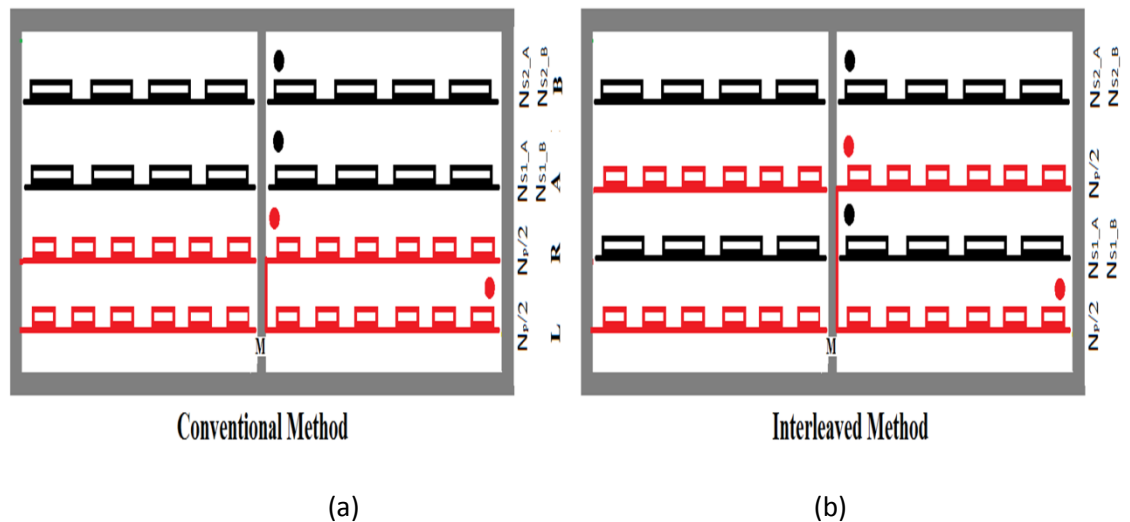 NS2_A
NS2_B
B
NS1_A
NS1_B
A
NP/2
R
NP/2
L
M
Conventional Method
(a)
NS2_A
NS2_B
NP/2
NS1_A
NS1_B
NP/2
M
Interleaved Method
(b)